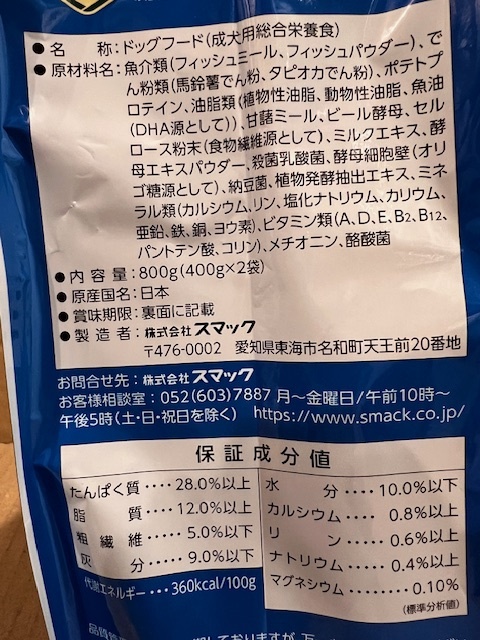 ●名　　称：ドッグフード(成犬用総合栄養食)
●原材料名：魚介類(フィッシュミール、フィッシュパウダー)、で
ん粉類(馬鈴薯でん粉、タピオカでん粉)、ポテトプ
ロテイン、油脂類(植物性油脂、動物性油脂、魚油
(DHA源として))、甘藷ミール、ビール酵母、セル
ロース粉末(食物繊維源として)、ミルクエキス、酵
母エキスパウダー、殺菌乳酸菌、酵母細胞壁(オリ
ゴ糖源として)、納豆菌、植物発酵抽出エキス、ミネ
ラル類(カルシウム、リン、塩化ナトリウム、カリウム、
亜鉛、鉄、銅、ヨウ素)、ビタミン類(A、D、E、B2、B12、
パントテン酸、コリン)、メチオニン、酪酸菌
●内容量：800g(400g×2袋)
●原産国名：日本
●賞味期限：裏面に記載
●製造者：株式会社スマック
〒476-0002　愛知県東海市名和町天王前20番地
お問合せ先：株式会社スマック
お客様相談室：052(603)7887 月〜金曜日/午前10時〜
午後5時(土・日・祝日を除く)　https://www.smack.co.jp/
保証成分値
たんぱく質････28.0%以上
脂　　質････12.0%以上
粗繊維････5.0%以下
灰　　分････9.0%以下
代謝エネルギー･･･360kcal/100g
水　　分････10.0%以下
カルシウム････0.8%以上
リ　　ン････0.6%以上
ナトリウム････0.4%以上
マグネシウム････････0.10%
(標準分析値)